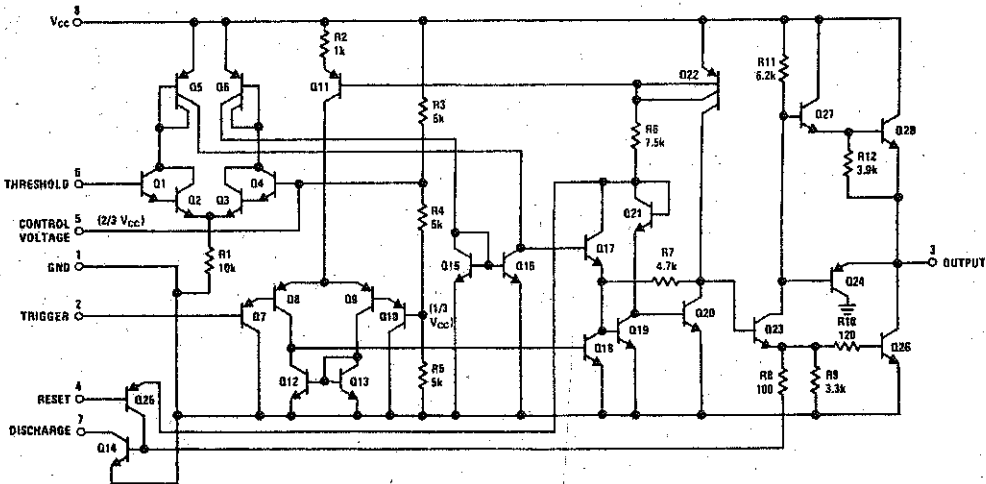 8
VCC
R2
1k
R11
6.2k
Q5
Q6
Q11
Q22
Q27
Q28
R3
5k
R6
7.5k
R12
3.9k
6
THRESHOLD
Q1
Q2
Q3
Q4
Q21
5
CONTROL VOLTAGE
(2/3 VCC)
R4
5k
R1
10k
R7
4.7k
1
GND
Q15
Q16
Q17
3
OUTPUT
Q24
2
TRIGGER
Q7
Q8
Q9
Q10
(1/3 VCC)
Q18
Q19
Q20
Q23
R10
120
Q26
Q12
Q13
R5
5k
R8
100
R9
3.3k
4
RESET
Q25
7
DISCHARGE
Q14